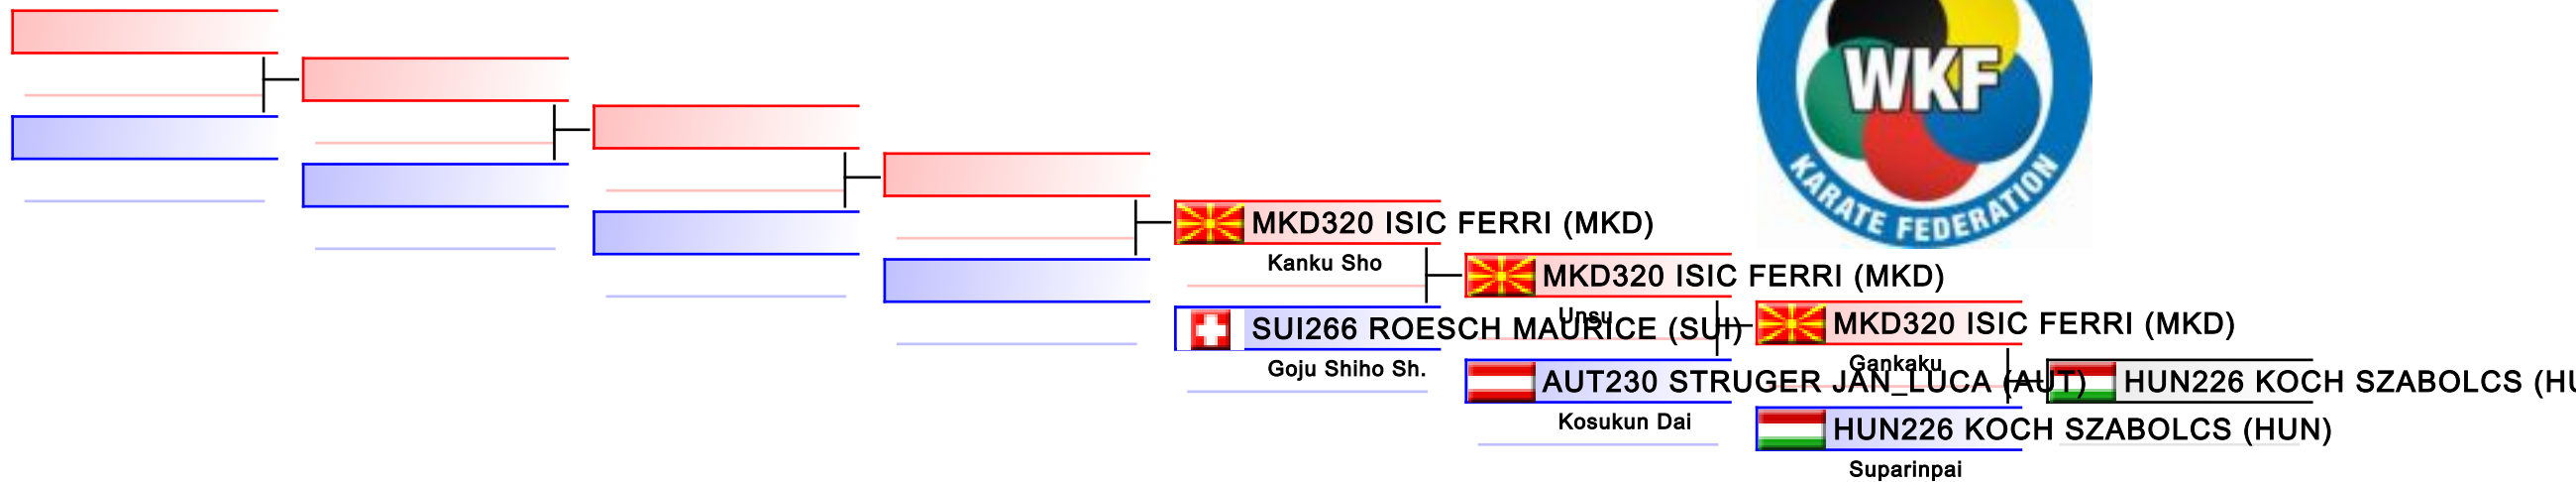 WKF
KARATE FEDERATION
MKD320 ISIC FERRI (MKD)
Kanku Sho
SUI266 ROESCH MAURICE (SUI)
Goju Shiho Sh.
MKD320 ISIC FERRI (MKD)
Unsu
AUT230 STRUGER JAN_LUCA (AUT)
Kosukun Dai
MKD320 ISIC FERRI (MKD)
Gankaku
HUN226 KOCH SZABOLCS (HUN)
Suparinpai
HUN226 KOCH SZABOLCS (HU